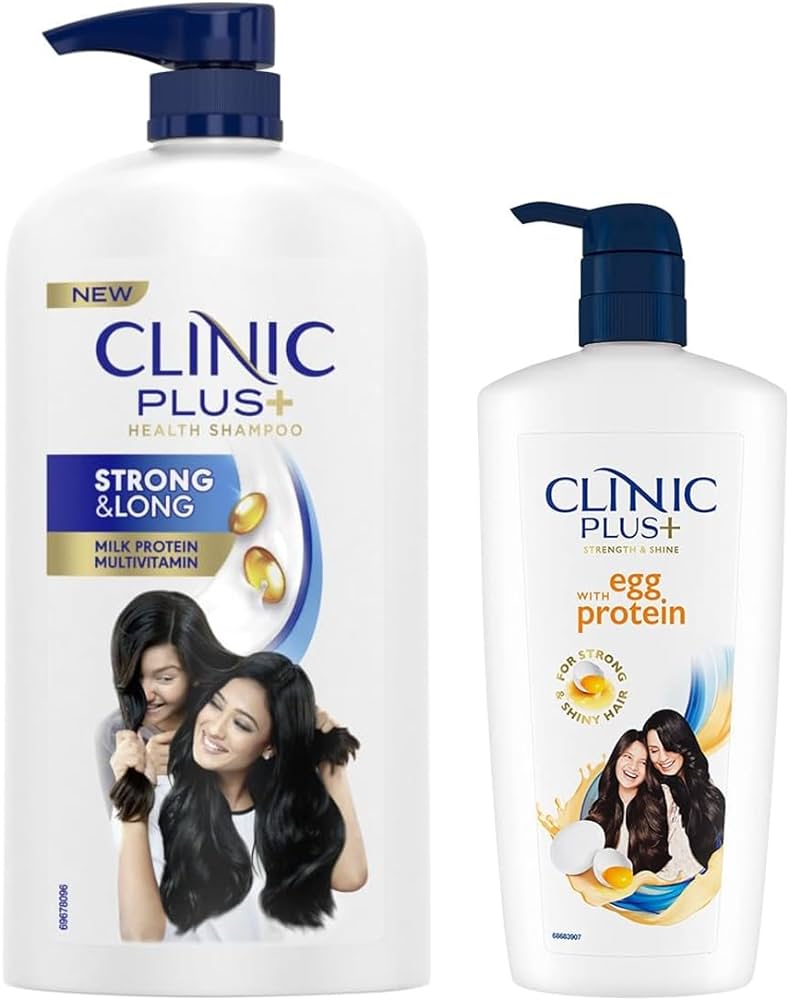 NEW
CLINIC
PLUS+
HEALTH SHAMPOO
STRONG
&LONG
MILK PROTEIN
MULTIVITAMIN
69678096
CLINIC
PLUS+
STRENGTH & SHINE
WITH egg
protein
FOR STRONG
& SHINY HAIR
68683907